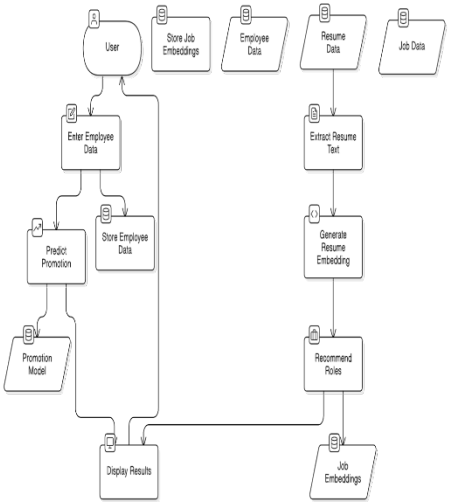 User
Store Job
Embeddings
Employee
Data
Resume
Data
Job Data
Enter Employee
Data
Extract Resume
Text
Store Employee
Data
Predict
Promotion
Generate
Resume
Embedding
Promotion
Model
Recommend
Roles
Display Results
Job
Embeddings